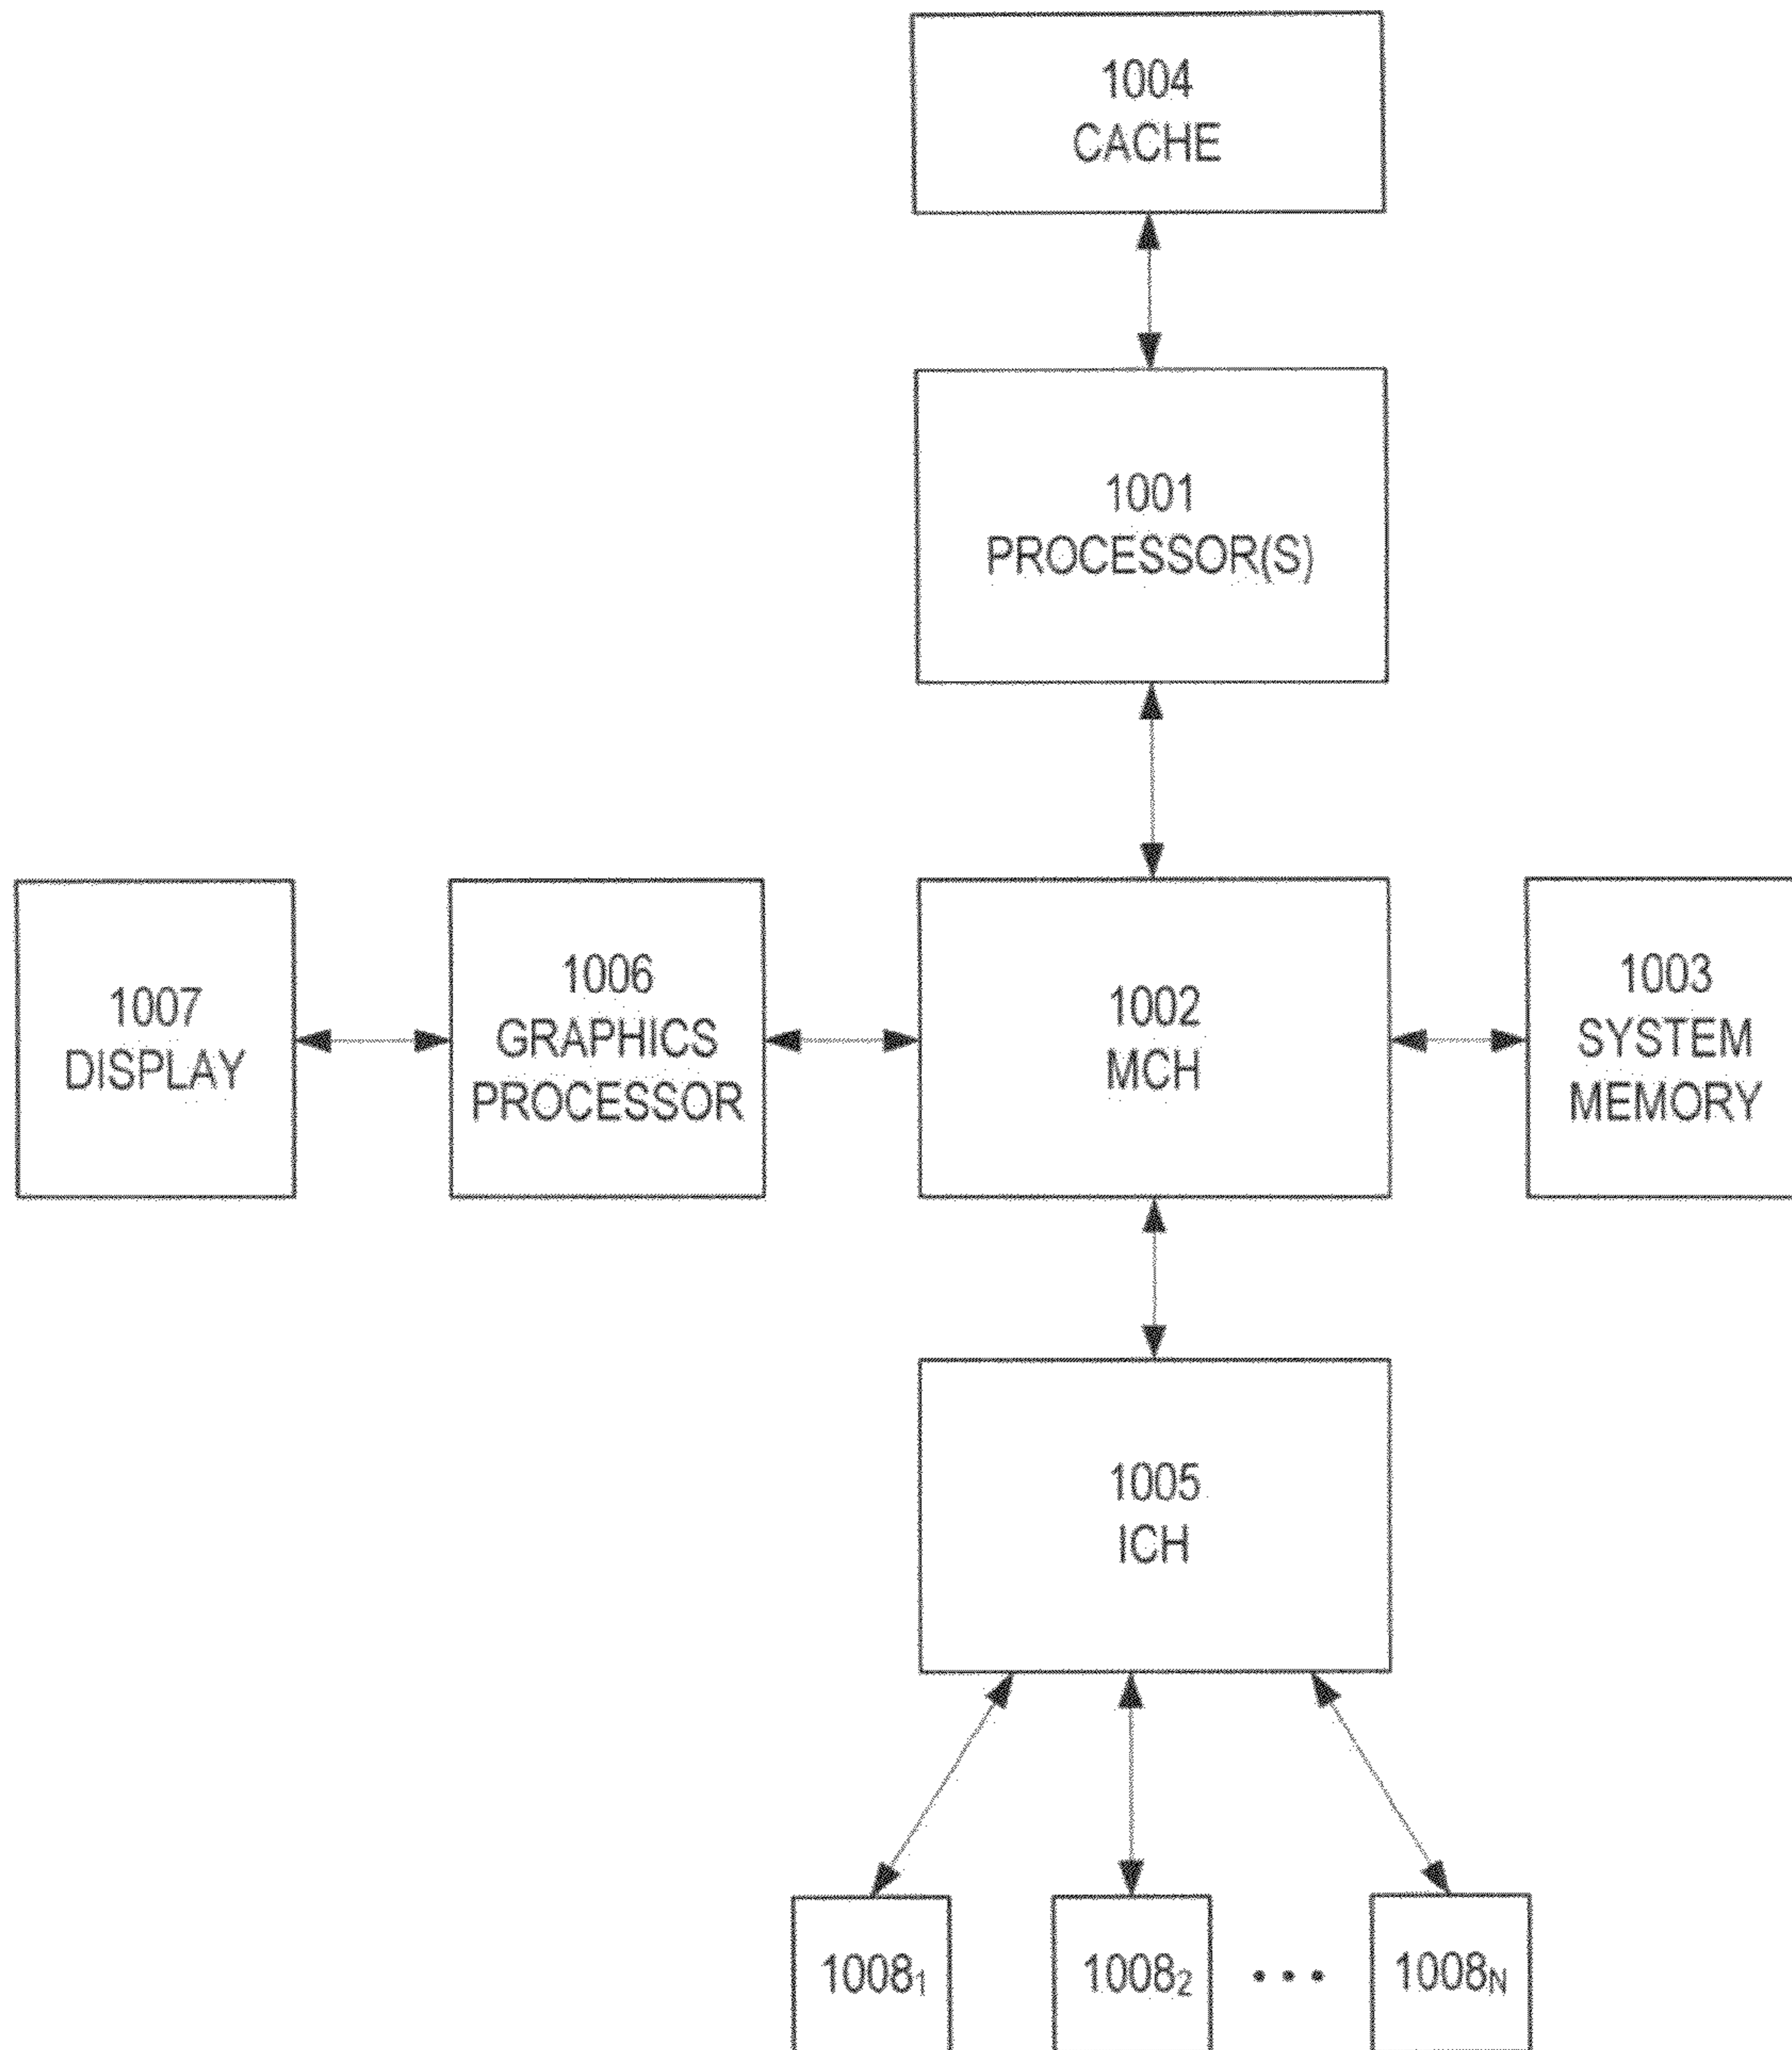 1004
CACHE
1001
PROCESSOR(S)
1007
DISPLAY
1006
GRAPHICS
PROCESSOR
1002
MCH
1003
SYSTEM
MEMORY
1005
ICH
1008₁
1008₂
• • •
1008N